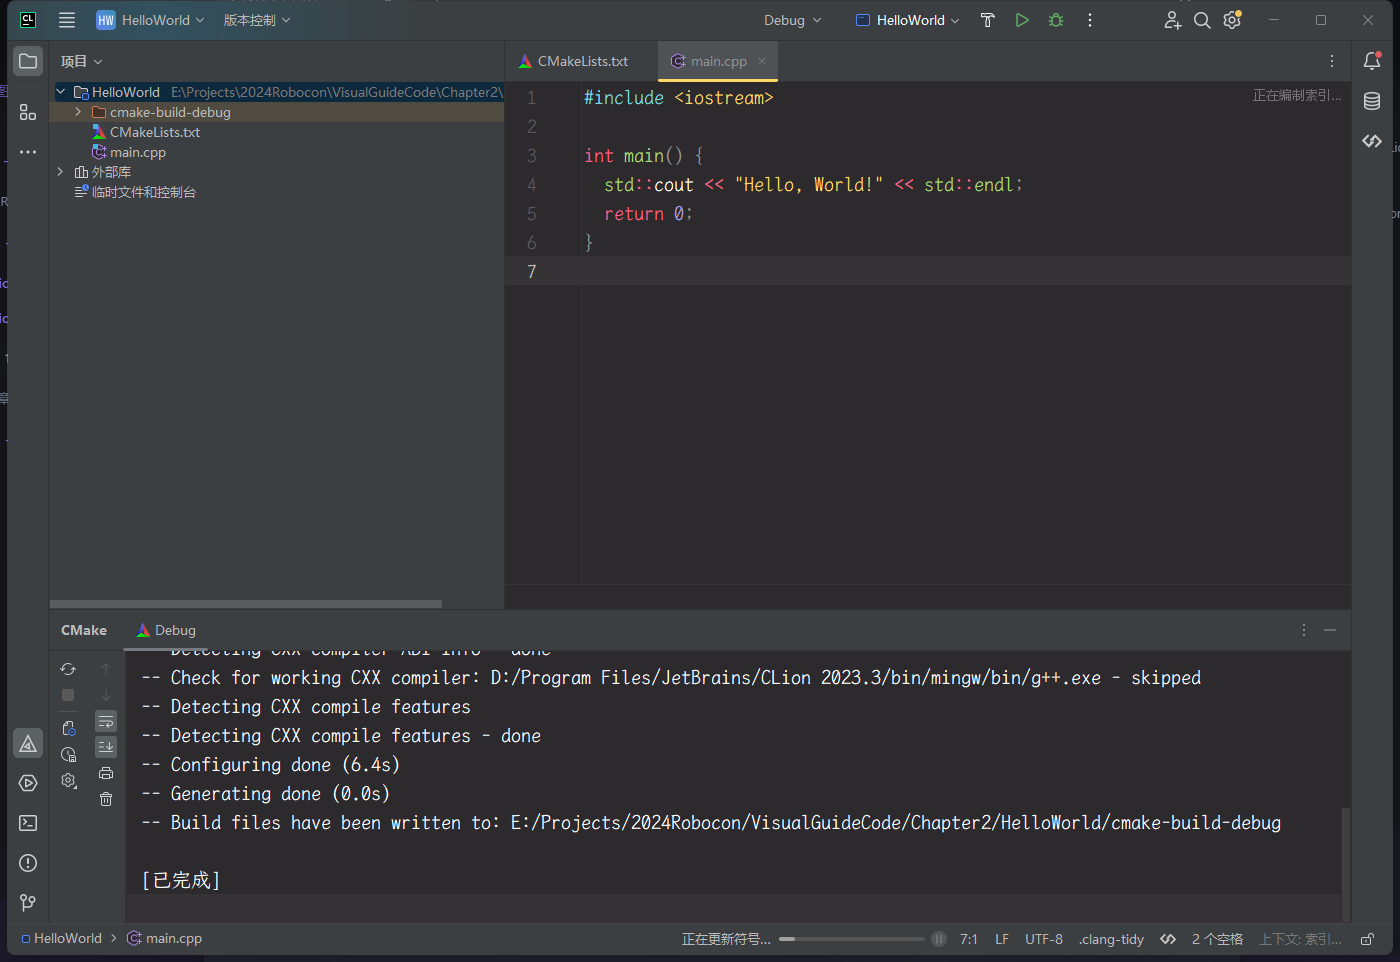 CL
HW HelloWorld 版本控制 Debug HelloWorld
项目
CMakeLists.txt main.cpp
HelloWorld E:\Projects\2024Robocon\VisualGuideCode\Chapter2\
cmake-build-debug
CMakeLists.txt
main.cpp
外部库
临时文件和控制台
正在编制索引...
1 #include <iostream>
2
3 int main() {
4 std::cout << "Hello, World!" << std::endl;
5 return 0;
6 }
7
CMake Debug
-- Detecting CXX compiler ABI info - done
-- Check for working CXX compiler: D:/Program Files/JetBrains/CLion 2023.3/bin/mingw/bin/g++.exe - skipped
-- Detecting CXX compile features
-- Detecting CXX compile features - done
-- Configuring done (6.4s)
-- Generating done (0.0s)
-- Build files have been written to: E:/Projects/2024Robocon/VisualGuideCode/Chapter2/HelloWorld/cmake-build-debug
[已完成]
HelloWorld main.cpp 正在更新符号... 7:1 LF UTF-8 .clang-tidy 2 个空格 上下文: 索引...